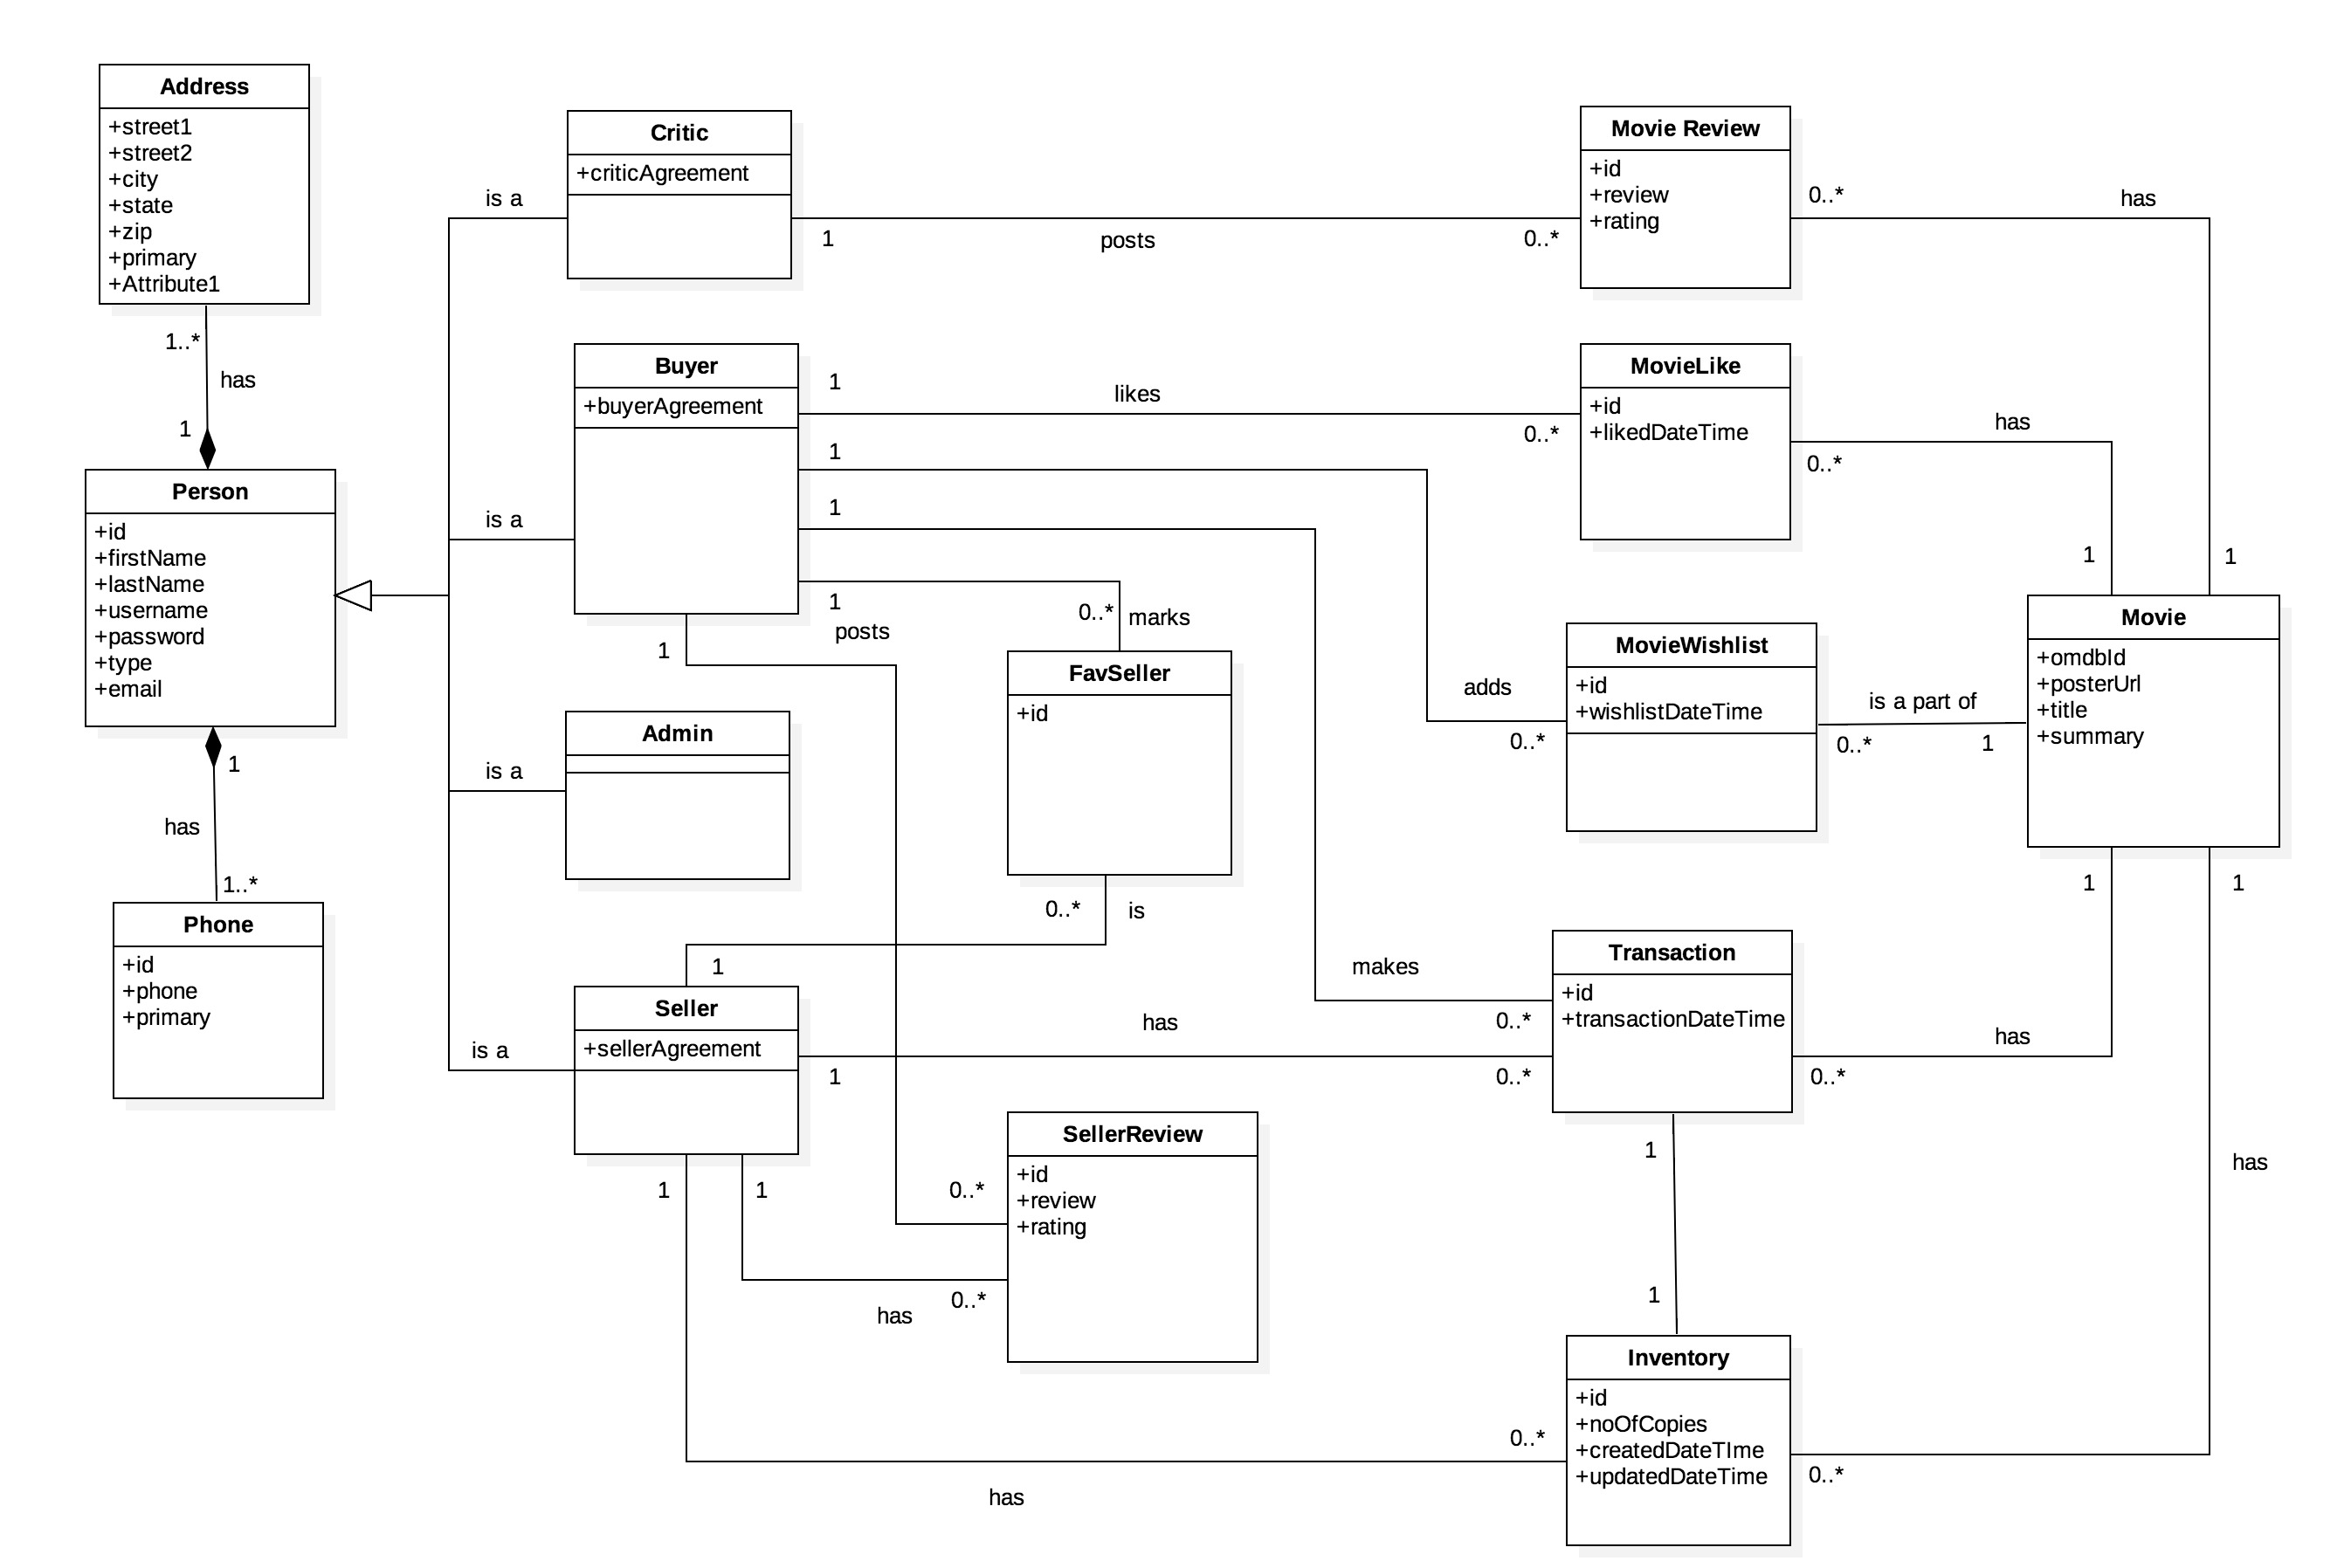 Address
+street1
+street2
+city
+state
+zip
+primary
+Attribute1
1..*
has
1
Person
+id
+firstName
+lastName
+username
+password
+type
+email
1
has
1..*
Phone
+id
+phone
+primary
is a
is a
is a
is a
Critic
+criticAgreement
1
posts
0..*
Movie Review
+id
+review
+rating
0..*
has
1
Buyer
+buyerAgreement
1
likes
0..*
1
1
1
posts
1
0..*
marks
MovieLike
+id
+likedDateTime
0..*
has
1
FavSeller
+id
0..*
is
1
Admin
adds
0..*
MovieWishlist
+id
+wishlistDateTime
is a part of
0..*
1
Movie
+omdbId
+posterUrl
+title
+summary
1
1
Seller
+sellerAgreement
1
has
0..*
makes
0..*
Transaction
+id
+transactionDateTime
has
0..*
1
1
has
1
1
0..*
0..*
has
SellerReview
+id
+review
+rating
Inventory
+id
+noOfCopies
+createdDateTIme
+updatedDateTime
0..*
0..*
has